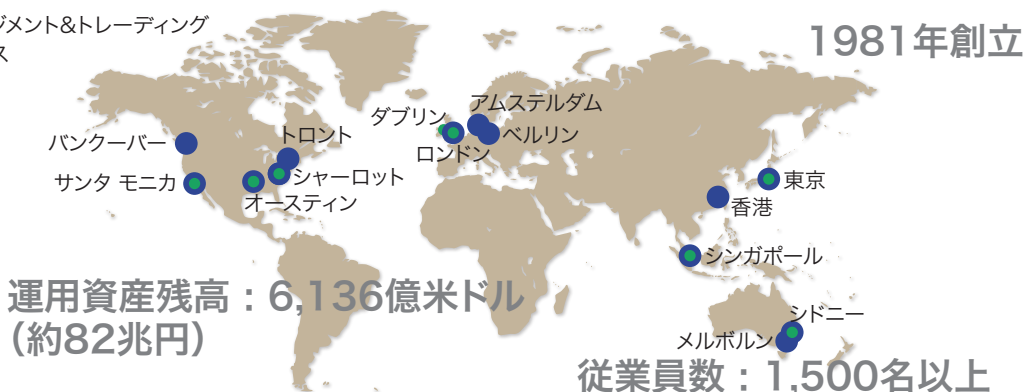 ジメント&トレーディング
ス
1981年創立
アムステルダム
ダブリン
ベルリン
ロンドン
バンクーバー
トロント
サンタ モニカ
シャーロット
オースティン
東京
香港
シンガポール
運用資産残高：6,136億米ドル
（約82兆円）
シドニー
メルボルン
従業員数：1,500名以上